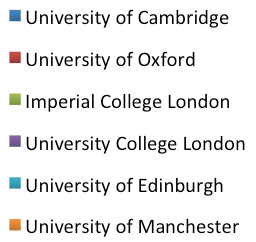 University of Cambridge
University of Oxford
Imperial College London
University College London
University of Edinburgh
University of Manchester